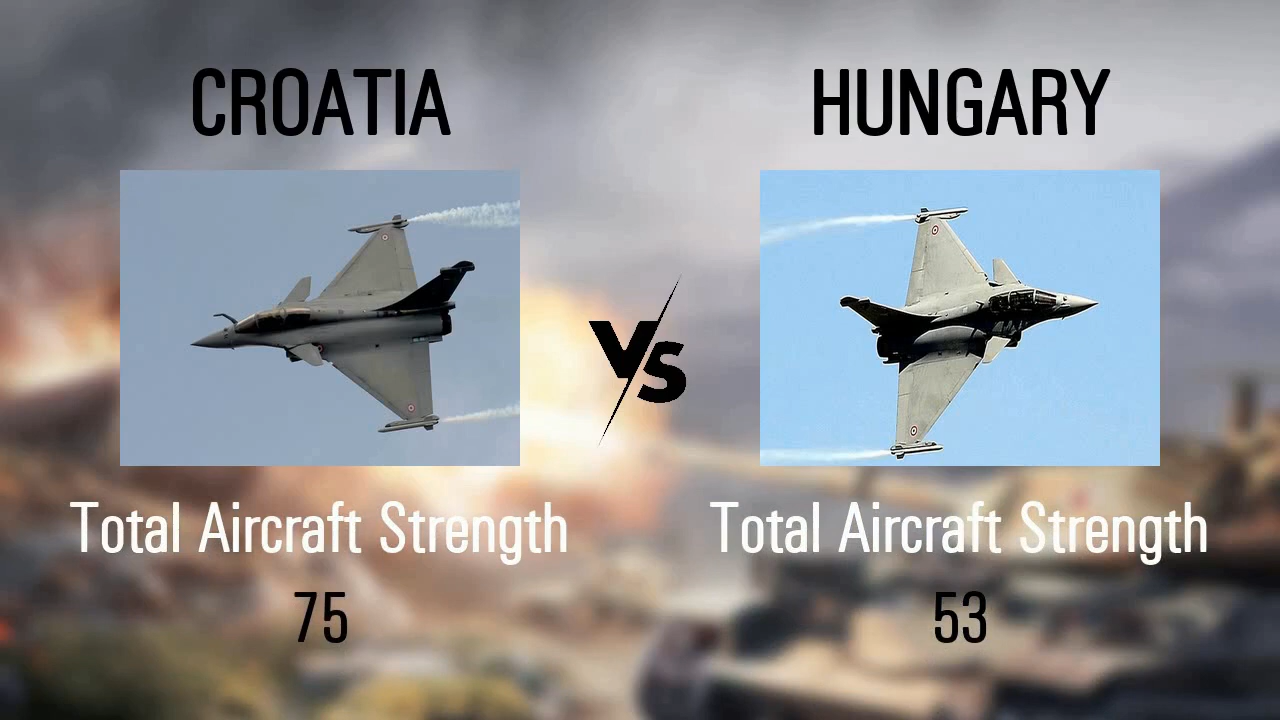 CROATIA
HUNGARY
VS
Total Aircraft Strength
Total Aircraft Strength
75
53